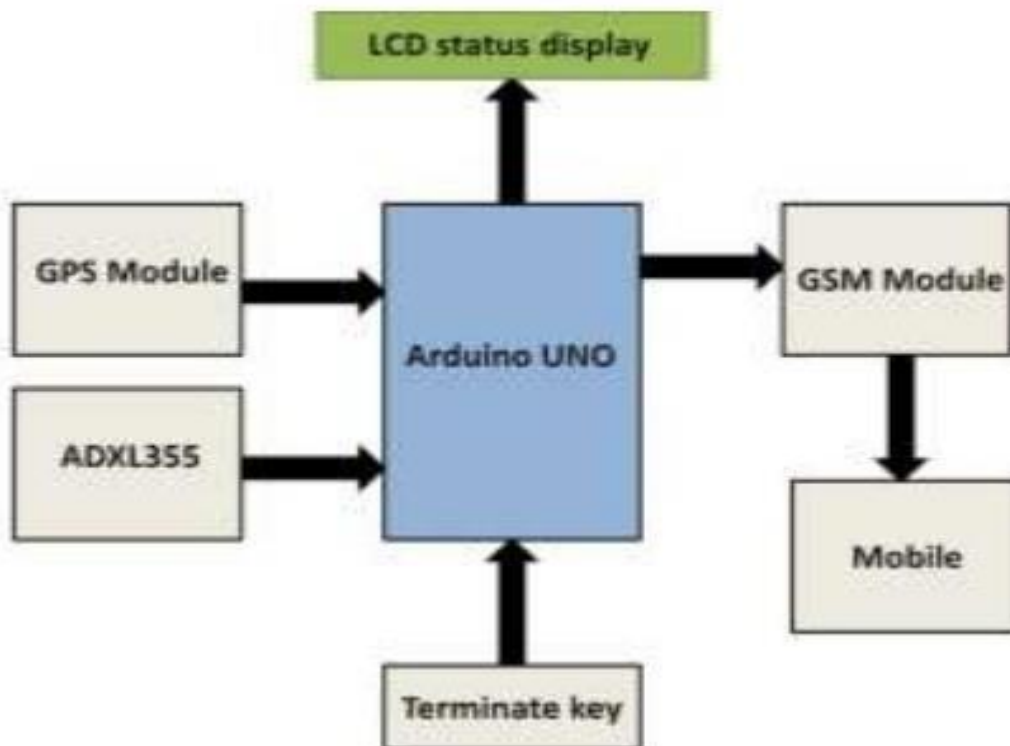 LCD status display
GPS Module
Arduino UNO
GSM Module
ADXL355
Mobile
Terminate key